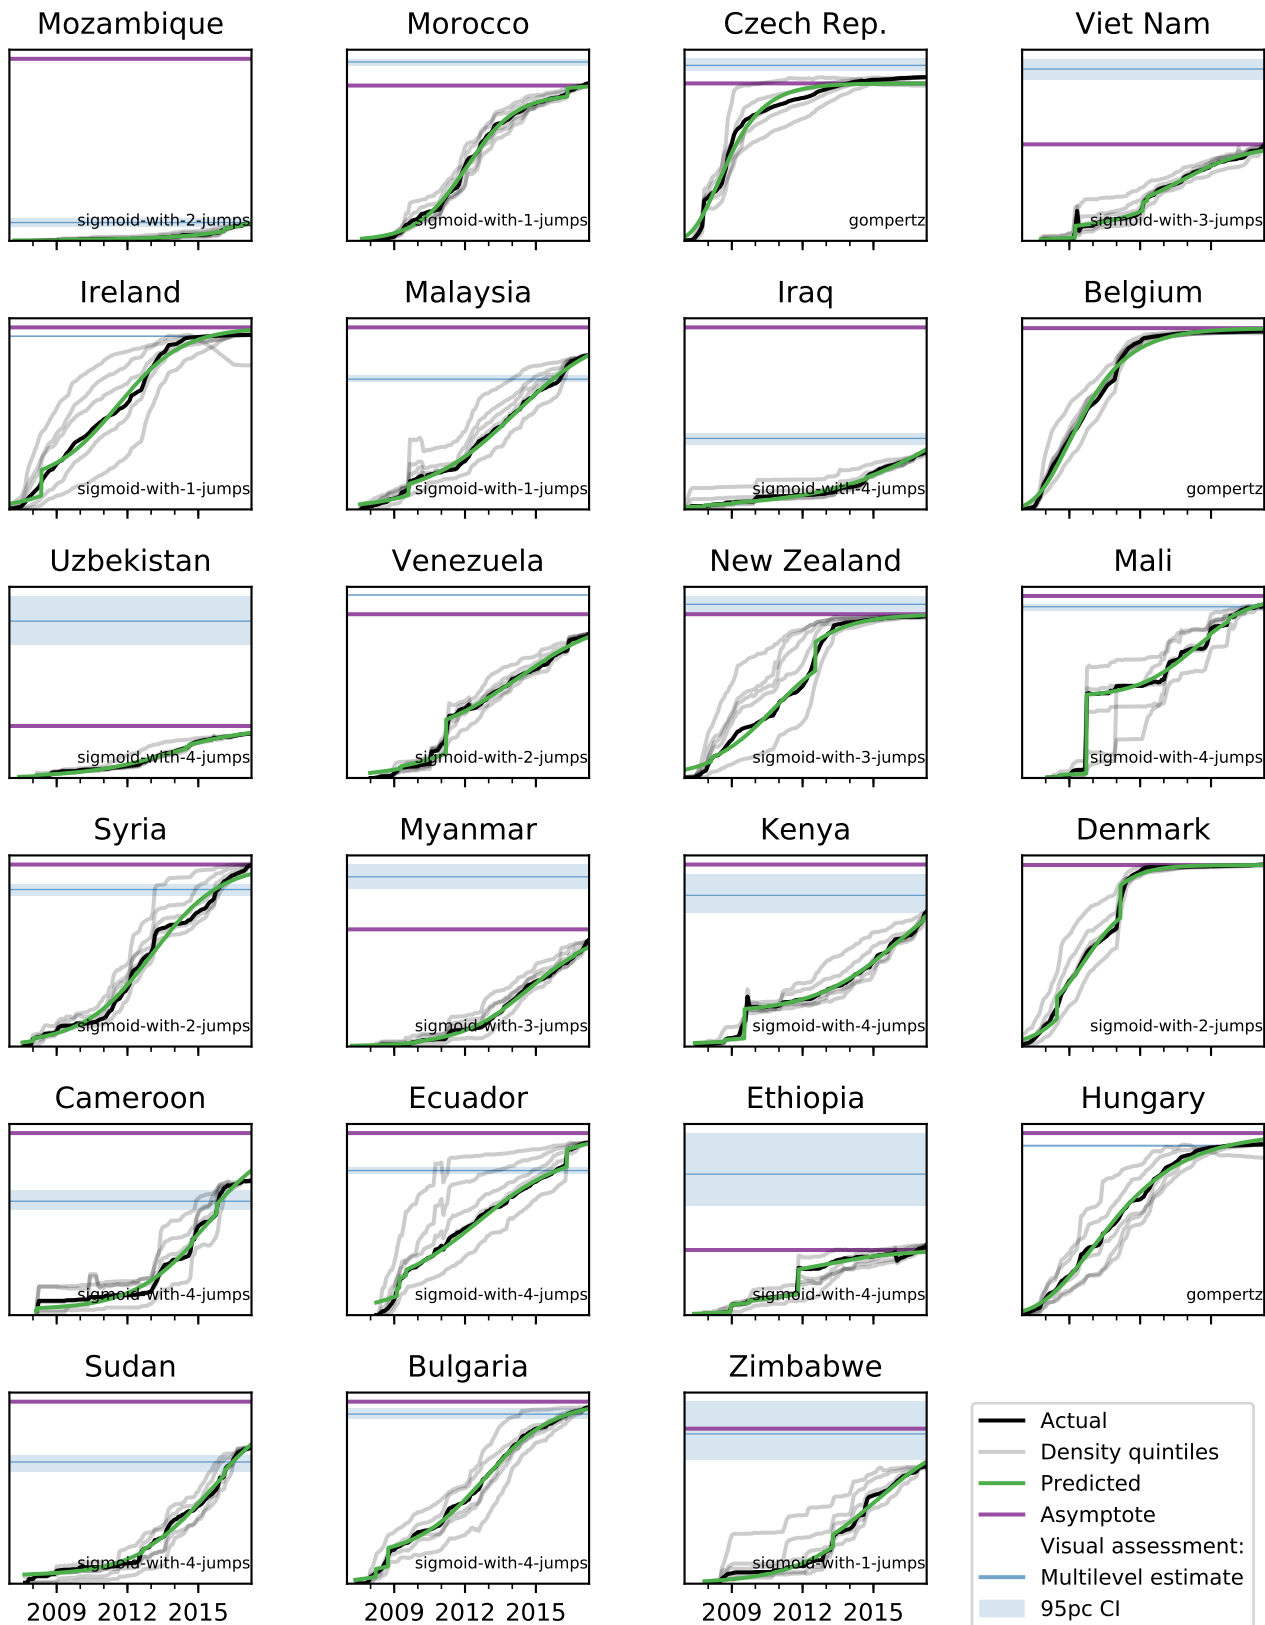 Mozambique
Morocco
Czech Rep.
Viet Nam
sigmoid-with-2-jumps
sigmoid-with-1-jumps
gompertz
sigmoid-with-3-jumps
Ireland
Malaysia
Iraq
Belgium
sigmoid-with-1-jumps
sigmoid-with-1-jumps
sigmoid-with-4-jumps
gompertz
Uzbekistan
Venezuela
New Zealand
Mali
sigmoid-with-4-jumps
sigmoid-with-2-jumps
sigmoid-with-3-jumps
sigmoid-with-4-jumps
Syria
Myanmar
Kenya
Denmark
sigmoid-with-2-jumps
sigmoid-with-3-jumps
sigmoid-with-4-jumps
sigmoid-with-2-jumps
Cameroon
Ecuador
Ethiopia
Hungary
sigmoid-with-4-jumps
sigmoid-with-4-jumps
sigmoid-with-4-jumps
gompertz
Sudan
Bulgaria
Zimbabwe
sigmoid-with-4-jumps
sigmoid-with-4-jumps
sigmoid-with-1-jumps
2009 2012 2015
2009 2012 2015
2009 2012 2015
Actual
Density quintiles
Predicted
Asymptote
Visual assessment:
Multilevel estimate
95pc CI